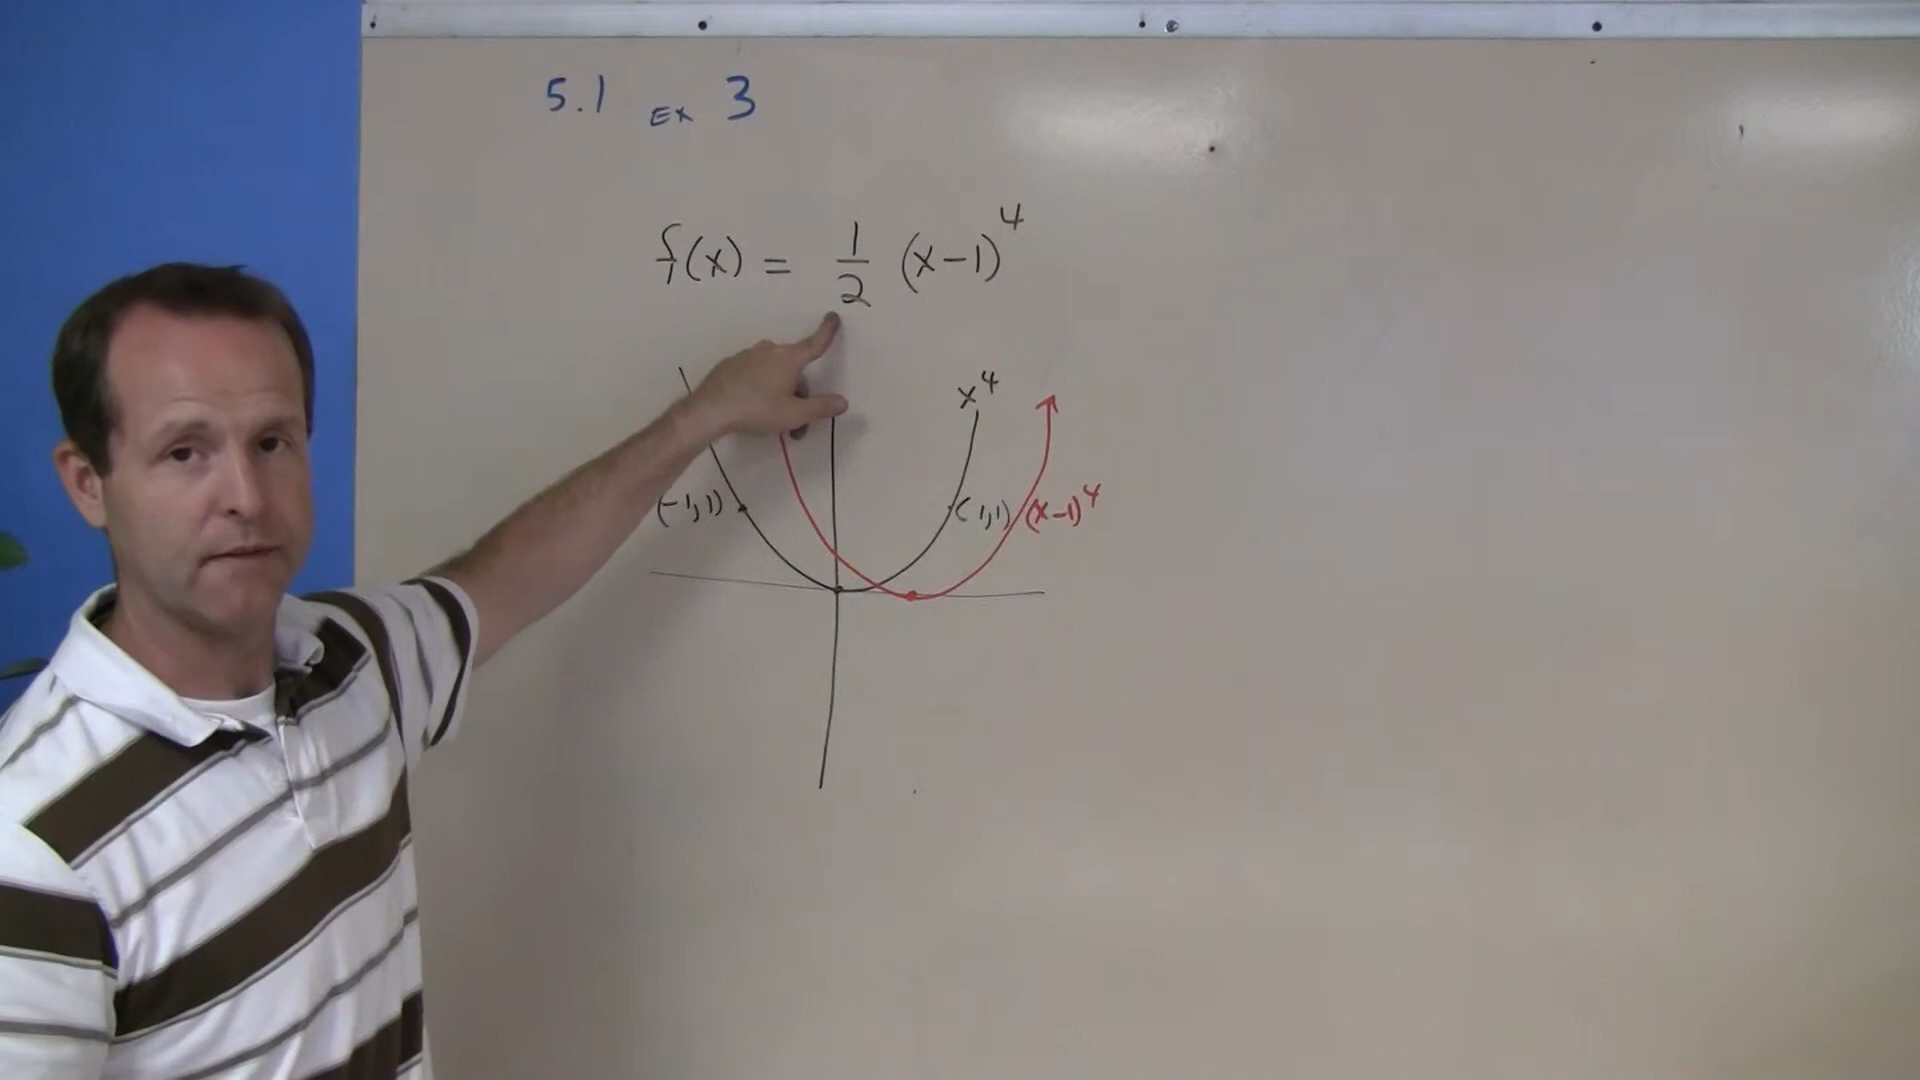 5.1 Ex 3
f(x) = 1/2 (x-1)^4
x^4
(-1,1)
(1,1)
(x-1)^4